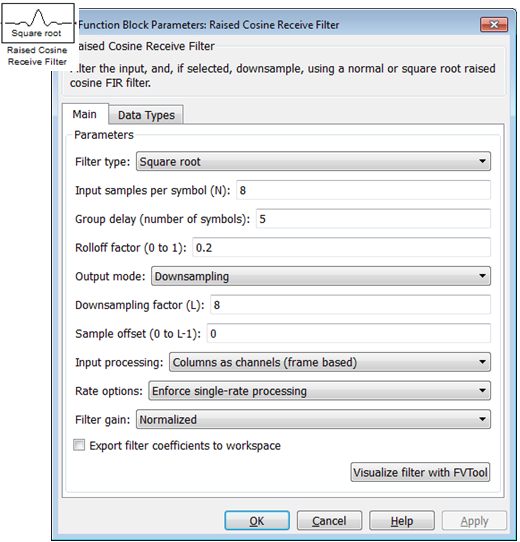 Function Block Parameters: Raised Cosine Receive Filter
Square root
Raised Cosine
Receive Filter
aised Cosine Receive Filter
ilter the input, and, if selected, downsample, using a normal or square root raised
cosine FIR filter.
Main
Data Types
Parameters
Filter type: Square root
Input samples per symbol (N): 8
Group delay (number of symbols): 5
Rolloff factor (0 to 1): 0.2
Output mode: Downsampling
Downsampling factor (L): 8
Sample offset (0 to L-1): 0
Input processing: Columns as channels (frame based)
Rate options: Enforce single-rate processing
Filter gain: Normalized
Export filter coefficients to workspace
Visualize filter with FVTool
OK
Cancel
Help
Apply